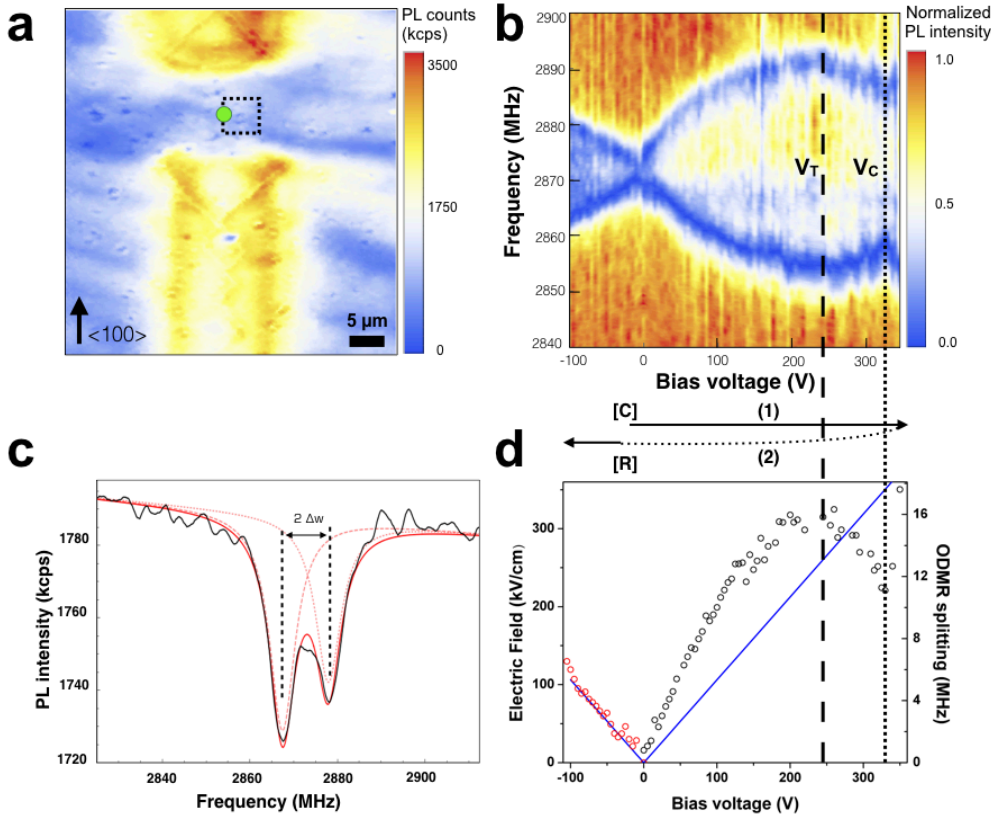 a
PL counts
(kcps)
3500
1750
0
<100>
5 µm
b
Normalized
PL intensity
1.0
0.5
0.0
Frequency (MHz)
2900
2890
2880
2870
2860
2850
2840
VT
VC
-100
0
100
200
300
Bias voltage (V)
[C]
(1)
[R]
(2)
c
2 Δw
PL intensity (kcps)
1780
1760
1740
1720
2840
2860
2880
2900
Frequency (MHz)
d
Electric Field (kV/cm)
300
200
100
0
ODMR splitting (MHz)
16
12
8
4
0
-100
0
100
200
300
Bias voltage (V)